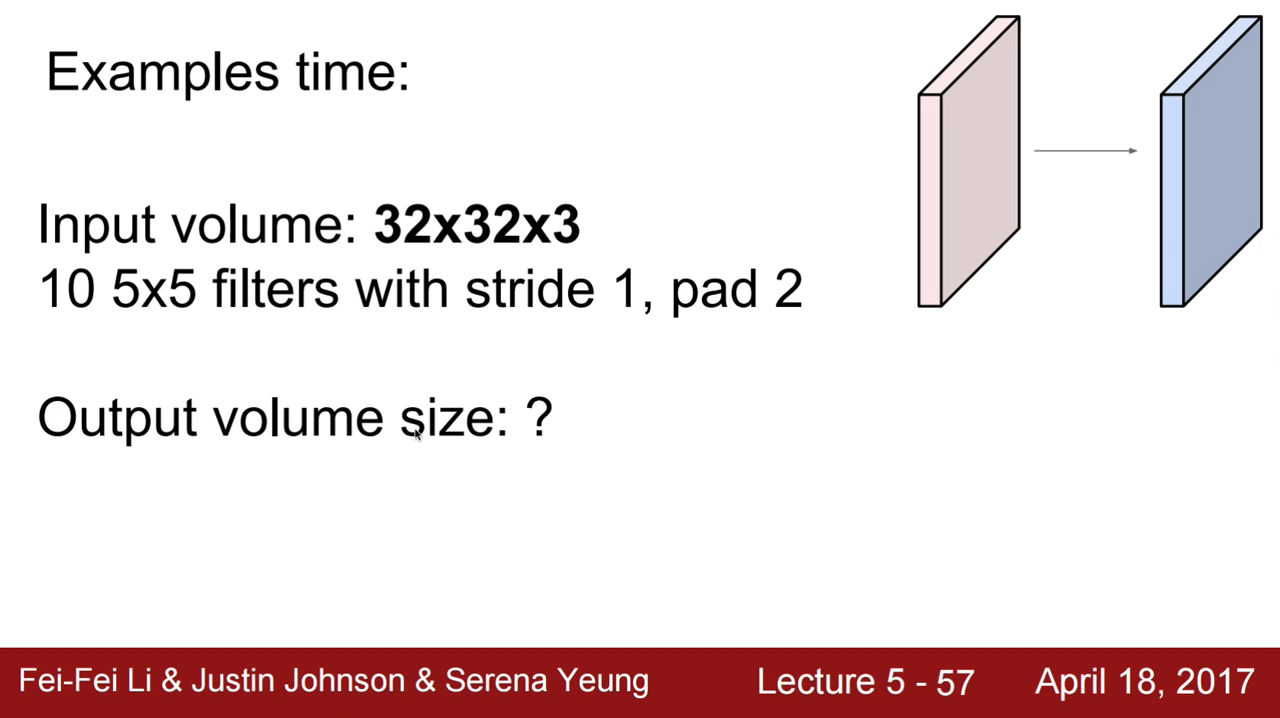 Examples time:
Input volume: 32x32x3
10 5x5 filters with stride 1, pad 2
Output volume size: ?
Fei-Fei Li & Justin Johnson & Serena Yeung
Lecture 5 - 57
April 18, 2017